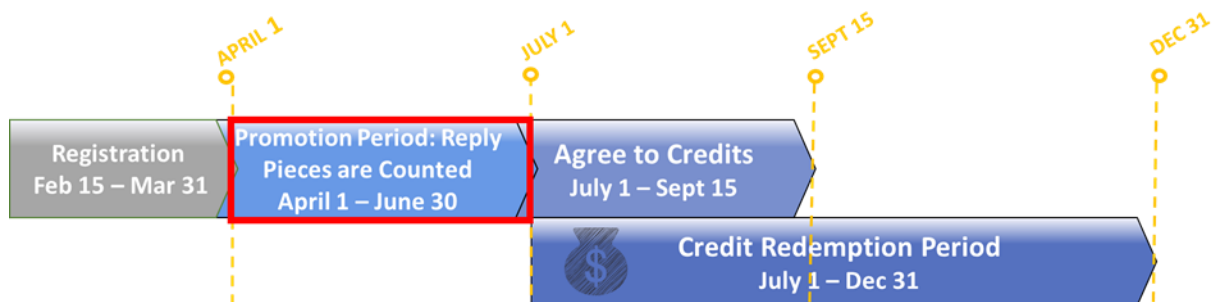 APRIL 1
JULY 1
SEPT 15
DEC 31
Registration
Feb 15 – Mar 31
Promotion Period: Reply
Pieces are Counted
April 1 – June 30
Agree to Credits
July 1 – Sept 15
$
Credit Redemption Period
July 1 – Dec 31